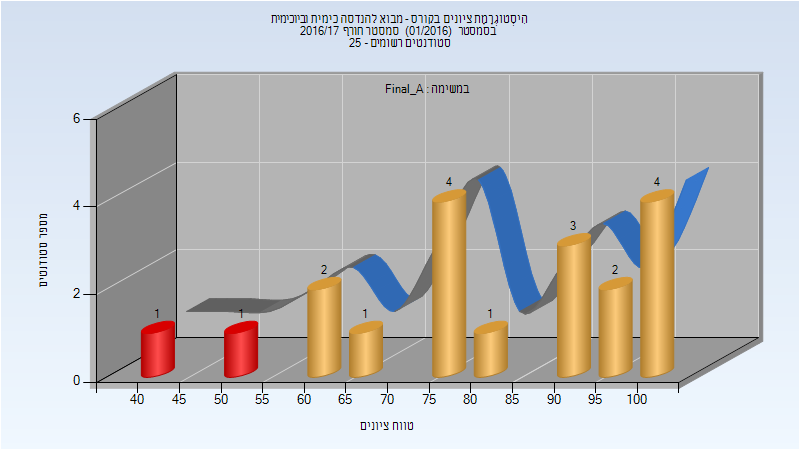 היסטוגרמת ציונים בקורס - מבוא להנדסה כימית וביוכימית
בסמסטר (01/2016) סמסטר חורף 2016/17
סטודנטים רשומים - 25
במשימה : Final_A
מספר סטודנטים
6
4
2
0
1
1
2
1
4
1
3
2
4
40 45 50 55 60 65 70 75 80 85 90 95 100
טווח ציונים